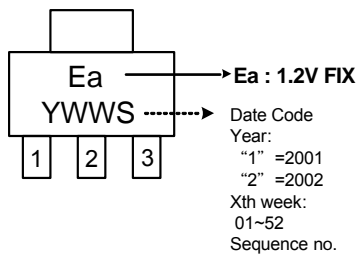 Ea
Ea : 1.2V FIX
YWWS
Date Code
Year:
“1” =2001
“2” =2002
Xth week:
01~52
Sequence no.
1 2 3